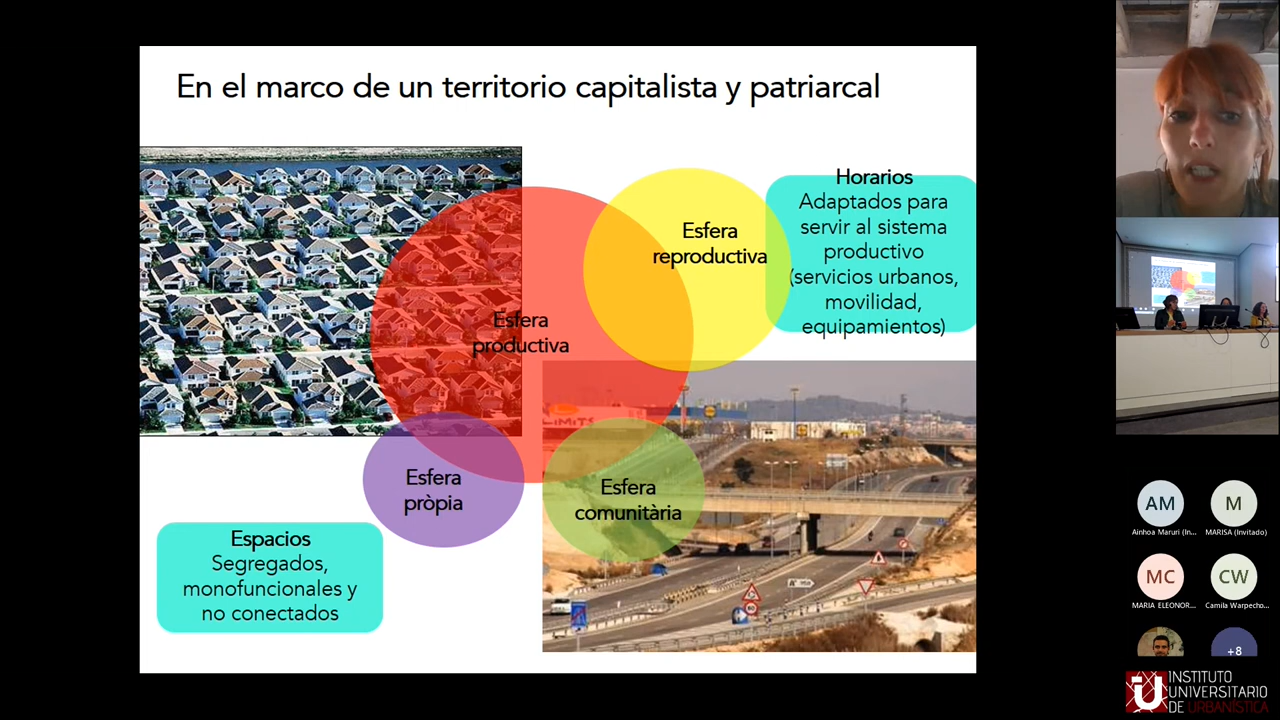 En el marco de un territorio capitalista y patriarcal
Horarios
Adaptados para
servir al sistema
productivo
(servicios urbanos,
movilidad,
equipamientos)
Esfera
reproductiva
Esfera
productiva
Esfera
pròpia
Esfera
comunitària
Espacios
Segregados,
monofuncionales y
no conectados
AM
Ainhoa Maruri (In...
M
MARISA (Invitado)
MC
MARIA ELEONOR...
CW
Camila Warpecho...
+8
INSTITUTO
UNIVERSITARIO
DE URBANÍSTICA